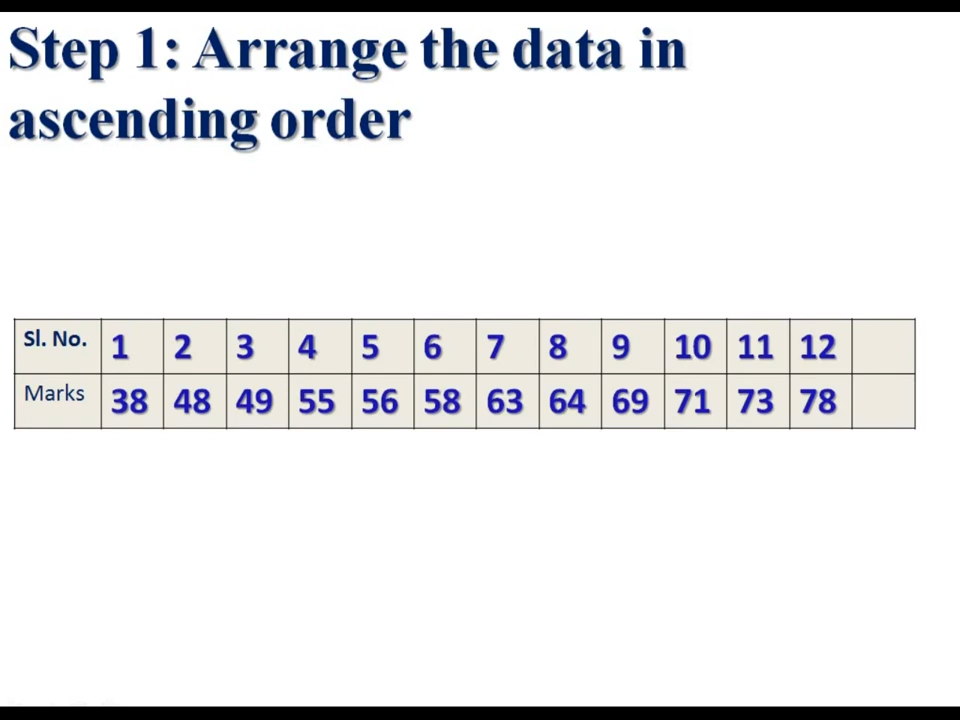 Step 1: Arrange the data in
ascending order
Sl. No. 1 2 3 4 5 6 7 8 9 10 11 12
Marks 38 48 49 55 56 58 63 64 69 71 73 78